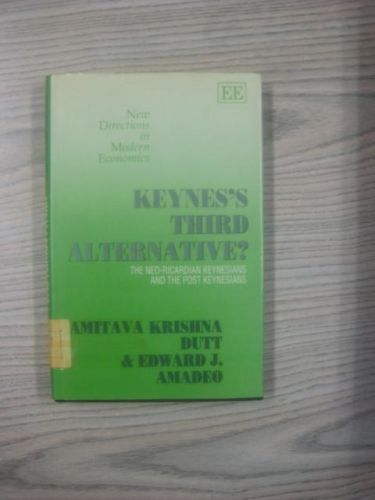 EE
New
Directions
in
Modern
Economics
KEYNES'S
THIRD
ALTERNATIVE?
THE NEO-RICARDIAN KEYNESIANS
AND THE POST KEYNESIANS
AMITAVA KRISHNA
DUTT
& EDWARD J.
AMADEO